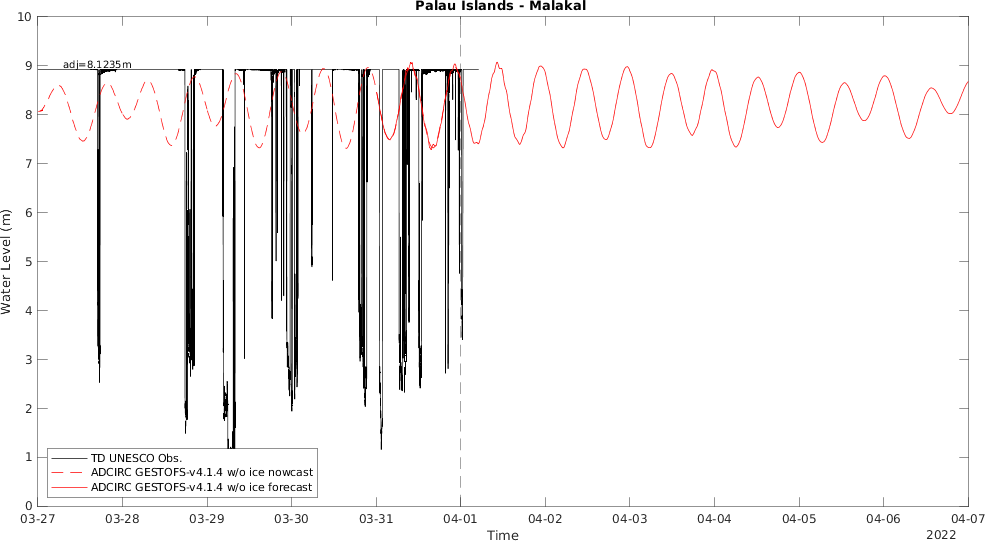 Palau Islands - Malakal
10
9
8
7
6
5
4
3
2
1
0
Water Level (m)
adj=8.1235m
TD UNESCO Obs.
ADCIRC GESTOFS-v4.1.4 w/o ice nowcast
ADCIRC GESTOFS-v4.1.4 w/o ice forecast
03-27 03-28 03-29 03-30 03-31 04-01 04-02 04-03 04-04 04-05 04-06 04-07
Time
2022